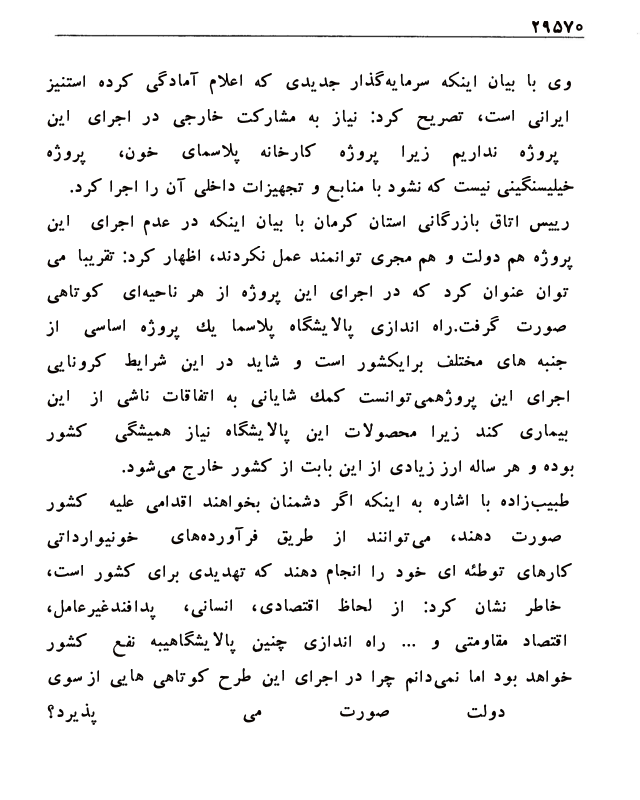 ۲۹۵۷۰
وی با بیان اینکه سرمایه‌گذار جدیدی که اعلام آمادگی کرده استنیز
ایرانی است، تصریح کرد: نیاز به مشارکت خارجی در اجرای این
پروژه نداریم زیرا پروژه کارخانه پلاسمای خون، پروژه
خیلیسنگینی نیست که نشود با منابع و تجهیزات داخلی آن را اجرا کرد.
رییس اتاق بازرگانی استان کرمان با بیان اینکه در عدم اجرای این
پروژه هم دولت و هم مجری توانمند عمل نکردند، اظهار کرد: تقریبا می
توان عنوان کرد که در اجرای این پروژه از هر ناحیه‌ای کوتاهی
صورت گرفت.راه اندازی پالایشگاه پلاسما یك پروژه اساسی از
جنبه های مختلف برایکشور است و شاید در این شرایط کرونایی
اجرای این پروژهمی‌توانست کمك شایانی به اتفاقات ناشی از این
بیماری کند زیرا محصولات این پالایشگاه نیاز همیشگی کشور
بوده و هر ساله ارز زیادی از این بابت از کشور خارج می‌شود.
طبیب‌زاده با اشاره به اینکه اگر دشمنان بخواهند اقدامی علیه کشور
صورت دهند، می‌توانند از طریق فرآورده‌های خونیوارداتی
کارهای توطئه ای خود را انجام دهند که تهدیدی برای کشور است،
خاطر نشان کرد: از لحاظ اقتصادی، انسانی، پدافندغیرعامل،
اقتصاد مقاومتی و ... راه اندازی چنین پالایشگاهیبه نفع کشور
خواهد بود اما نمی‌دانم چرا در اجرای این طرح کوتاهی هایی از سوی
دولت صورت می پذیرد؟